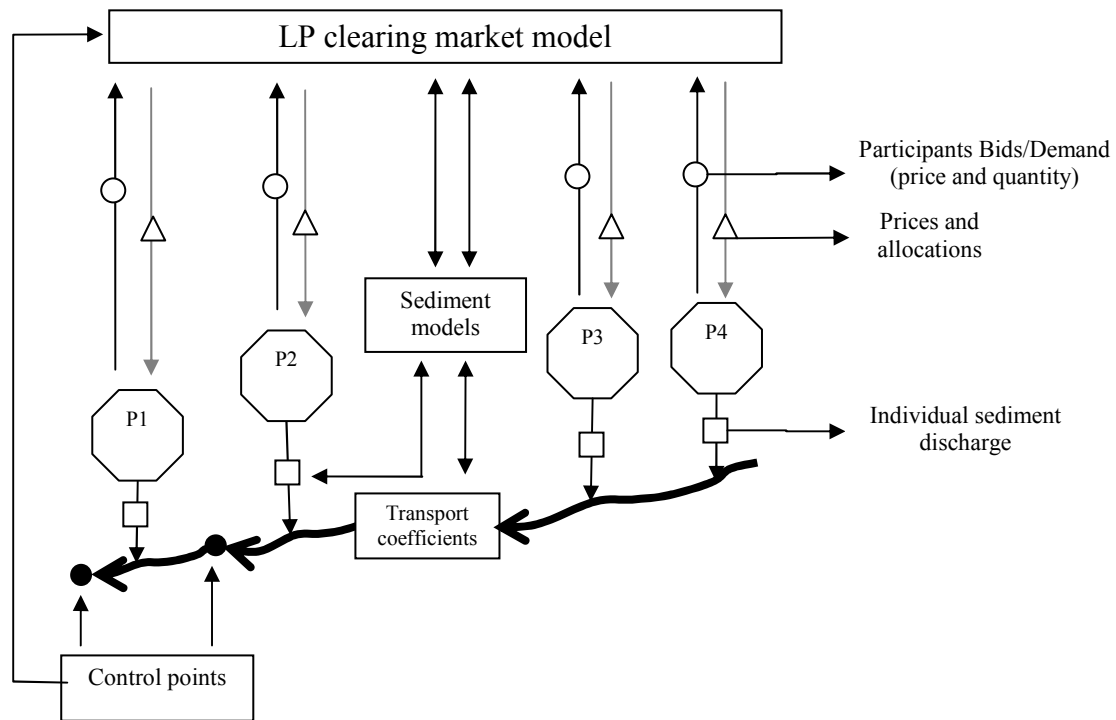 LP clearing market model
Participants Bids/Demand
(price and quantity)
Prices and
allocations
Sediment
models
P3
P4
P2
P1
Individual sediment
discharge
Transport
coefficients
Control points